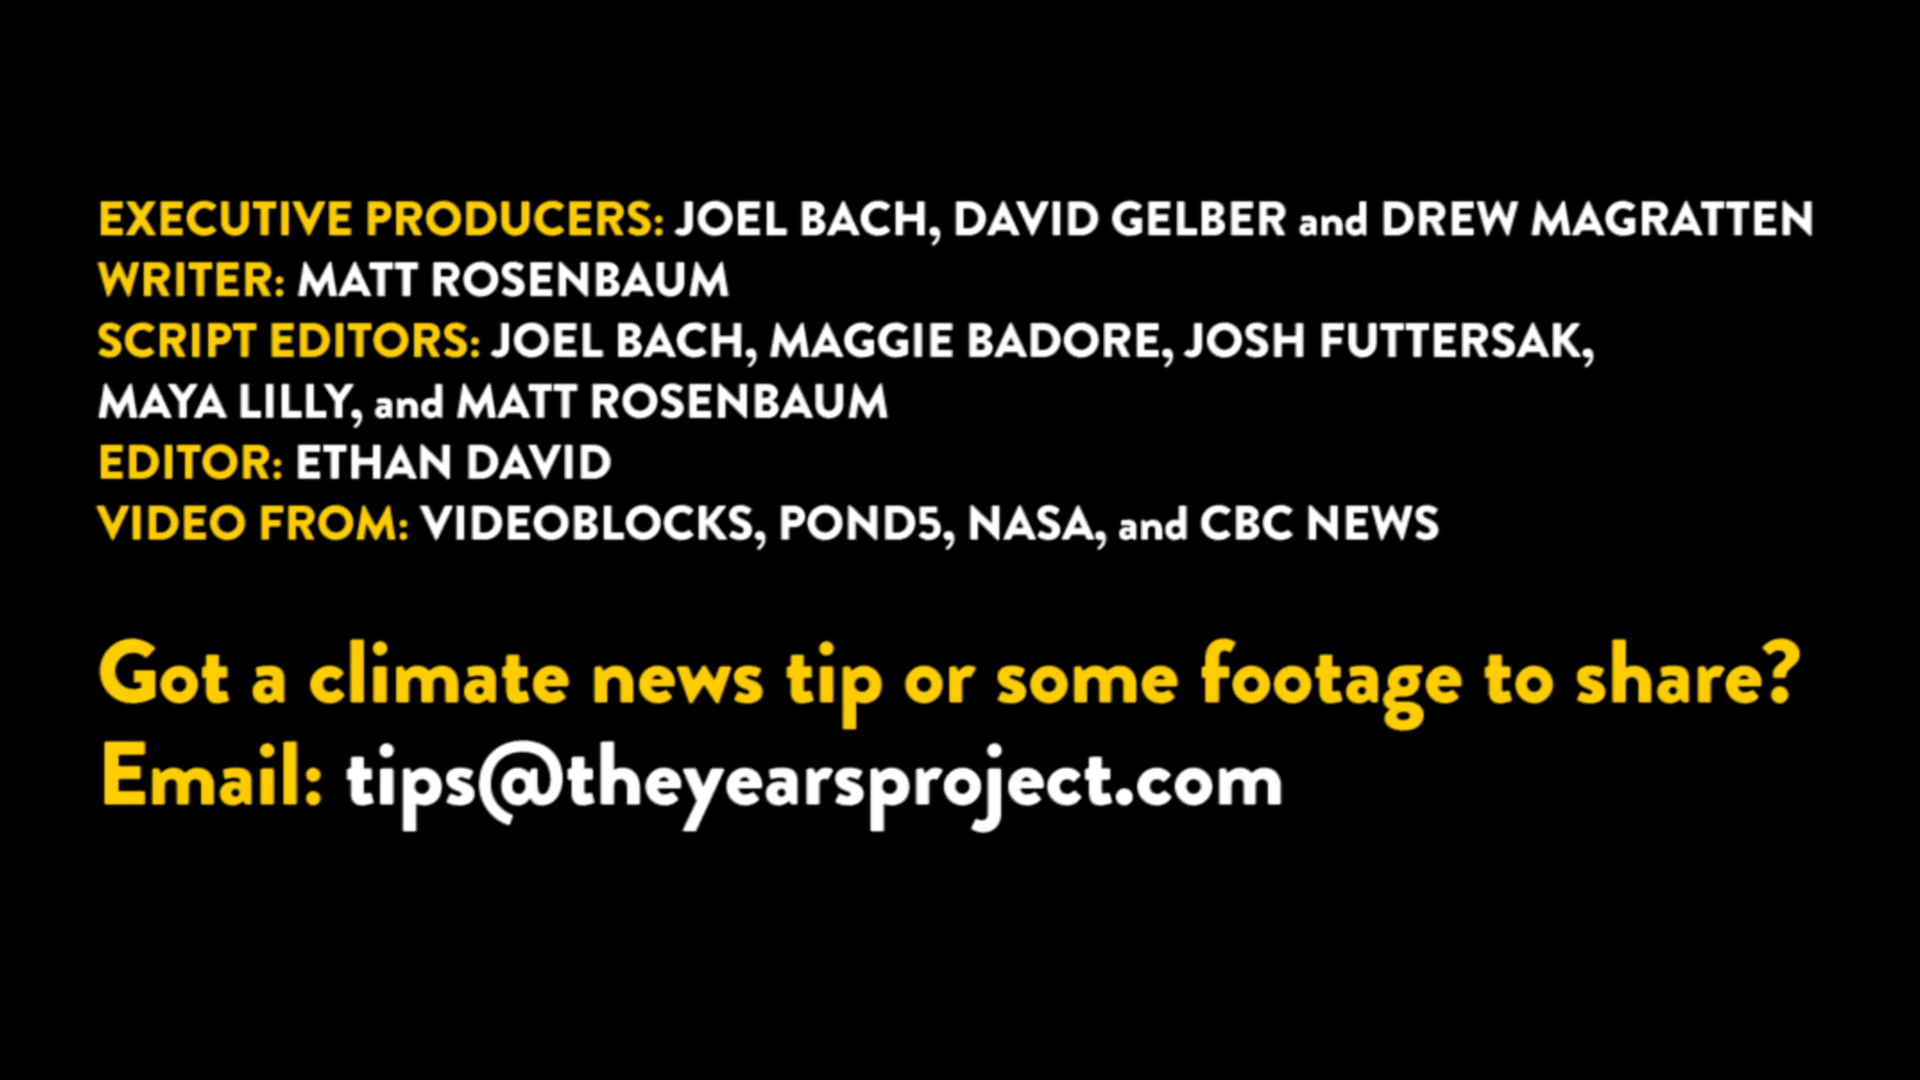 EXECUTIVE PRODUCERS: JOEL BACH, DAVID GELBER and DREW MAGRATTEN
WRITER: MATT ROSENBAUM
SCRIPT EDITORS: JOEL BACH, MAGGIE BADORE, JOSH FUTTERSAK,
MAYA LILLY, and MATT ROSENBAUM
EDITOR: ETHAN DAVID
VIDEO FROM: VIDEOBLOCKS, POND5, NASA, and CBC NEWS
Got a climate news tip or some footage to share?
Email: tips@theyearsproject.com